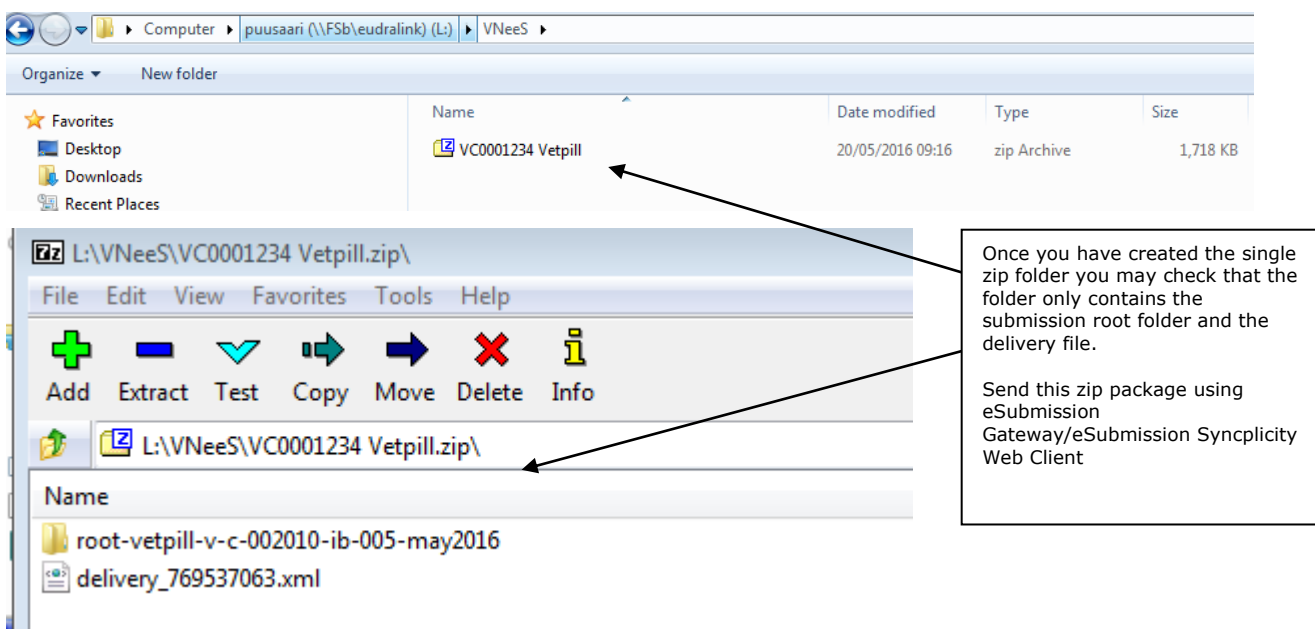 Computer puusaari (\\FSb\eudralink) (L:) VNeeS
Organize New folder
Name Date modified Type Size
Favorites
Desktop
Downloads
Recent Places
VC0001234 Vetpill 20/05/2016 09:16 zip Archive 1,718 KB
7z L:\VNeeS\VC0001234 Vetpill.zip\
File Edit View Favorites Tools Help
Add Extract Test Copy Move Delete Info
L:\VNeeS\VC0001234 Vetpill.zip\
Name
root-vetpill-v-c-002010-ib-005-may2016
delivery_769537063.xml
Once you have created the single
zip folder you may check that the
folder only contains the
submission root folder and the
delivery file.
Send this zip package using
eSubmission
Gateway/eSubmission Syncplicity
Web Client